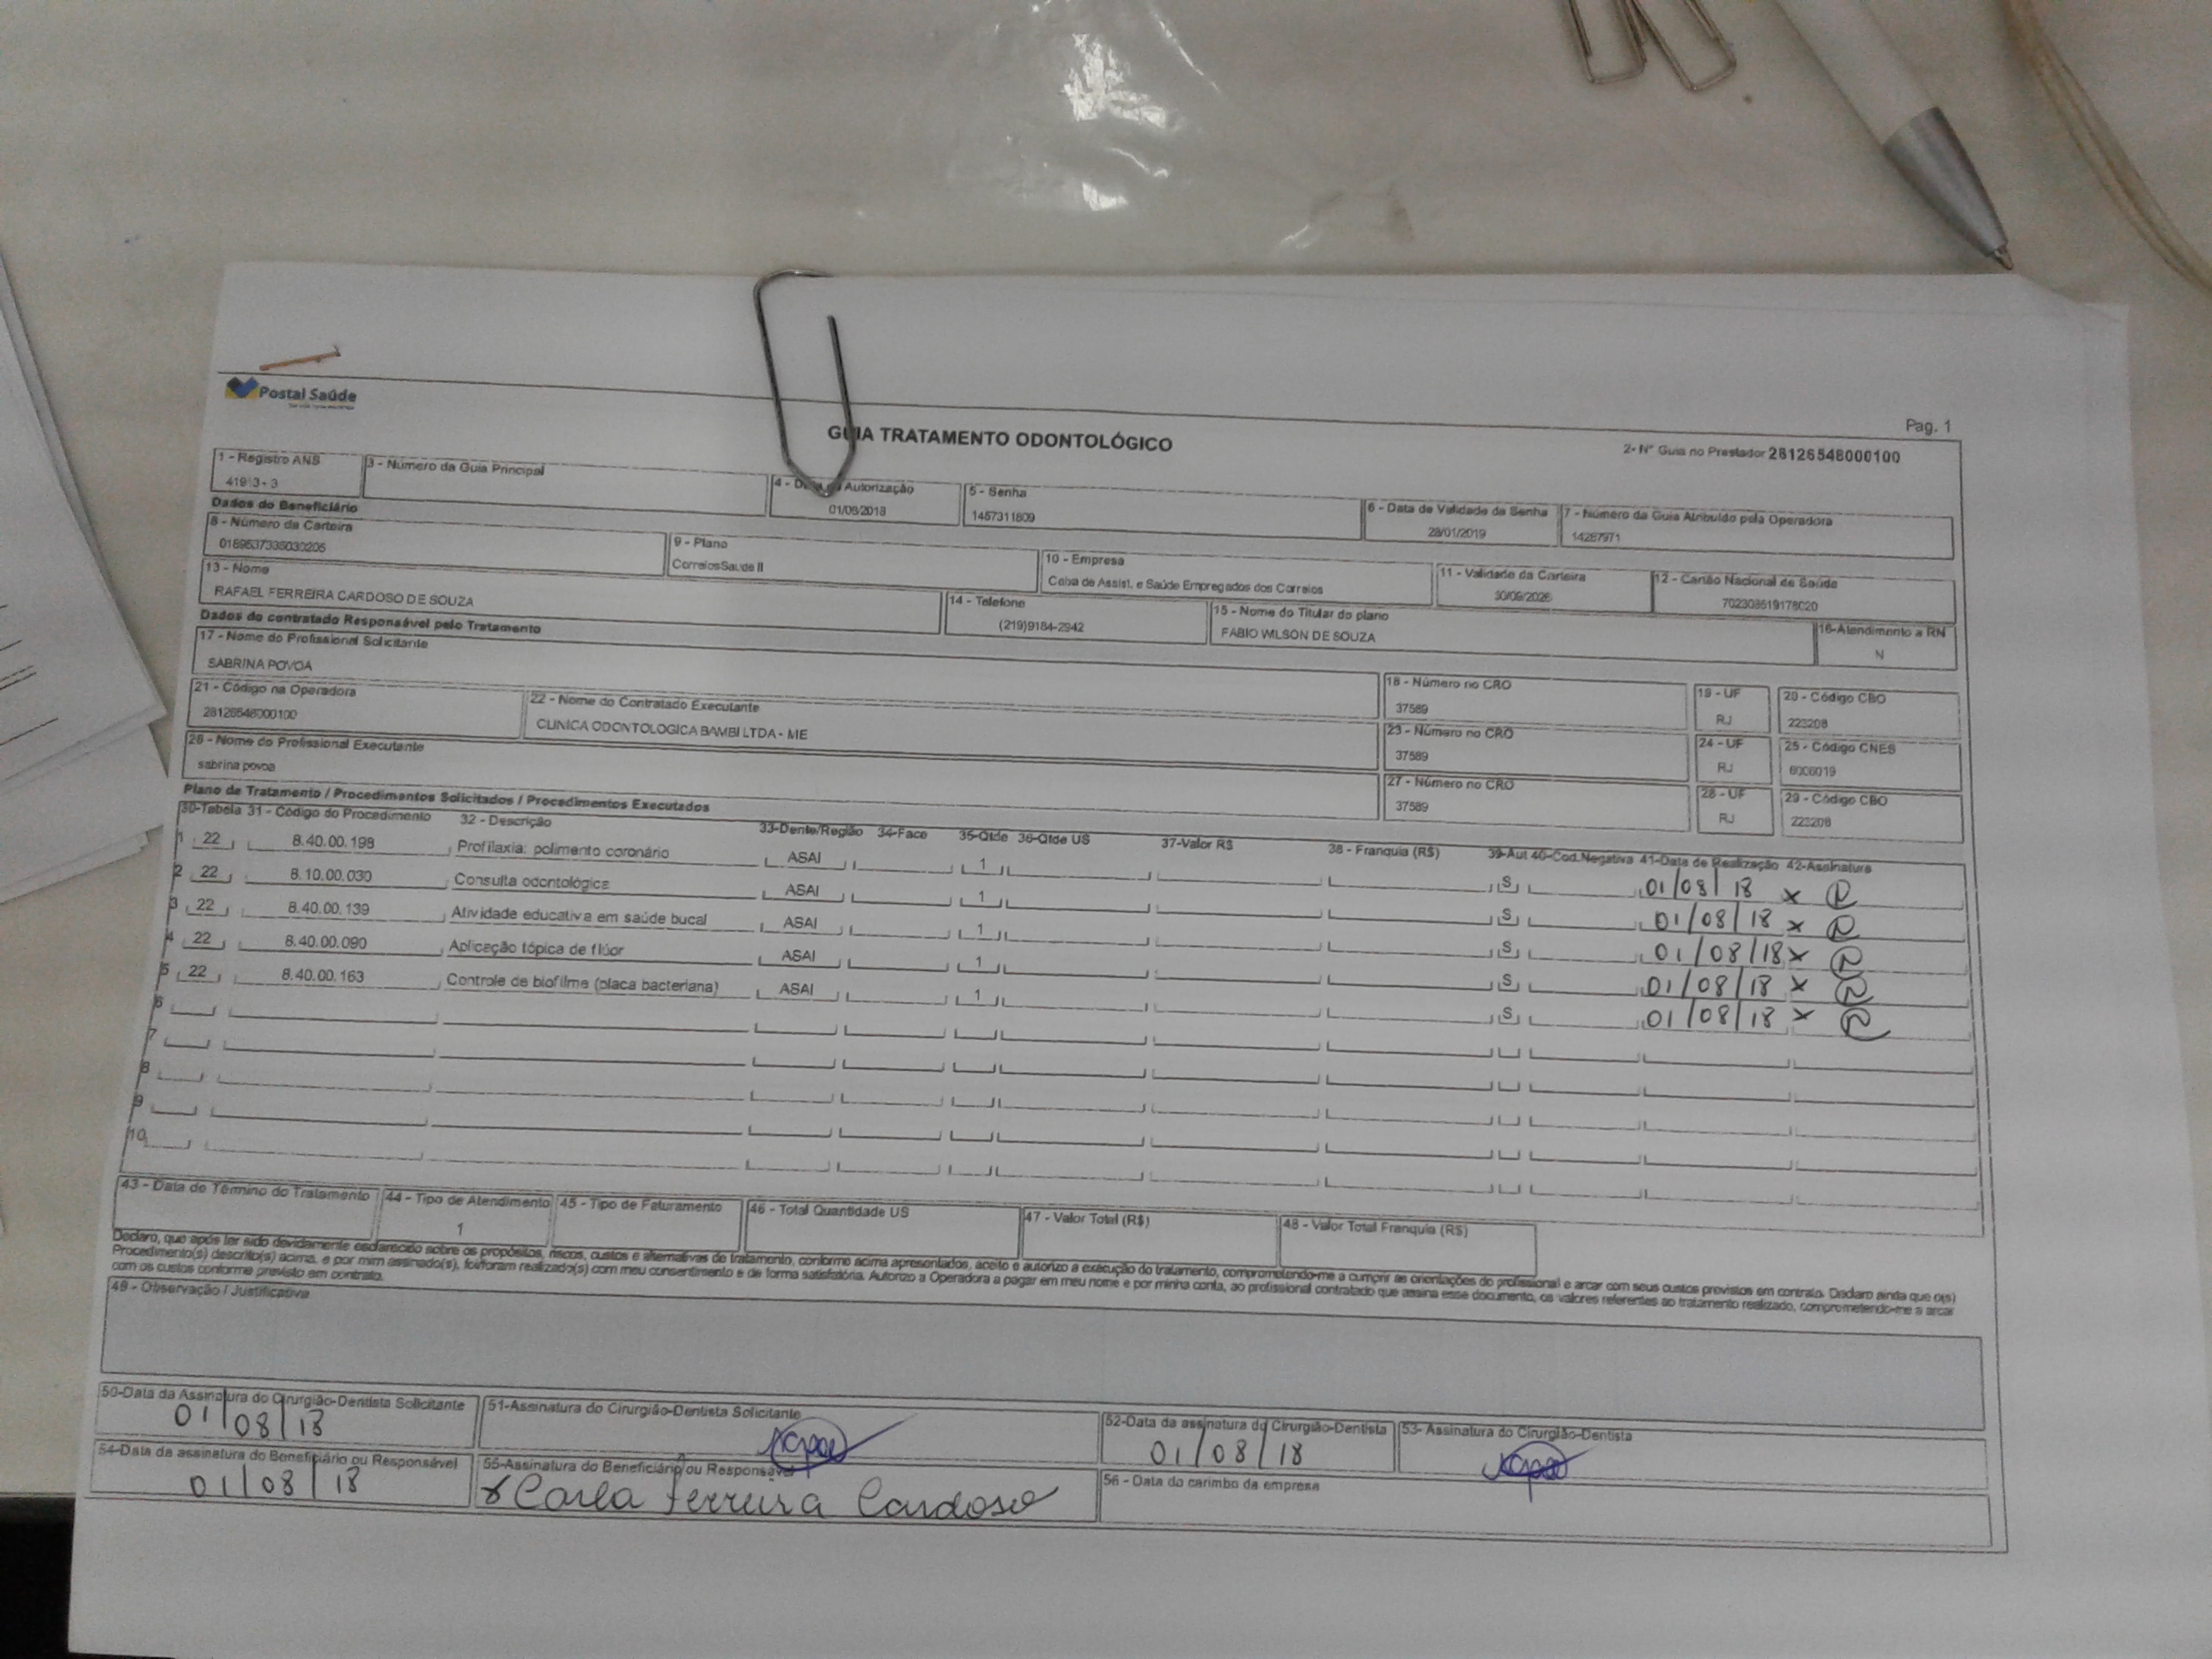 Postal Saúde
Pag. 1
GUIA TRATAMENTO ODONTOLÓGICO
2- Nº Guia no Prestador 28126548000100
1 - Registro ANS 3 - Número da Guia Principal 4 - Data da Autorização 5 - Senha 6 - Data de Validade da Senha 7 - Número da Guia Atribuído pela Operadora
41913-3 01/08/2018 1457311809 28/01/2019 14287971
Dados do Beneficiário
8 - Número da Carteira 9 - Plano 10 - Empresa 11 - Validade da Carteira 12 - Cartão Nacional de Saúde
CorreiosSaude II Caixa de Assist. e Saúde Empregados dos Correios 702308619178020
13 - Nome 14 - Telefone 15 - Nome do Titular do plano 16-Atendimento a RN
RAFAEL FERREIRA CARDOSO DE SOUZA (219)9184-2942 FABIO WILSON DE SOUZA N
Dados do contratado Responsável pelo Tratamento
17 - Nome do Profissional Solicitante 18 - Número no CRO 19 - UF 20 - Código CBO
SABRINA POVOA 37589 RJ 223208
21 - Código na Operadora 22 - Nome do Contratado Executante 23 - Número no CRO 24 - UF 25 - Código CNES
28126548000100 CLINICA ODONTOLOGICA BAMBI LTDA - ME 37589 RJ
26 - Nome do Profissional Executante 27 - Número no CRO 28 - UF 29 - Código CBO
sabrina povoa 37589 RJ 223208
Plano de Tratamento / Procedimentos Solicitados / Procedimentos Executados
30-Tabela 31 - Código do Procedimento 32 - Descrição 33-Dente/Região 34-Face 35-Qtde 36-Qtde US 37-Valor R$ 38 - Franquia (R$) 39-Aut 40-Cod.Negativa 41-Data de Realização 42-Assinatura
1 22 8.40.00.198 Profilaxia: polimento coronário ASAI 1 S 01/08/18 x R
2 22 8.10.00.030 Consulta odontológica ASAI 1 S 01/08/18 x R
3 22 8.40.00.139 Atividade educativa em saúde bucal ASAI 1 S 01/08/18 x R
4 22 8.40.00.090 Aplicação tópica de flúor ASAI 1 S 01/08/18 x R
5 22 8.40.00.163 Controle de biofilme (placa bacteriana) ASAI 1 S 01/08/18 x R
6
7
8
9
10
43 - Data de Término do Tratamento 44 - Tipo de Atendimento 45 - Tipo de Faturamento 46 - Total Quantidade US 47 - Valor Total (R$) 48 - Valor Total Franquia (R$)
1
Declaro, que após ter sido devidamente esclarecido sobre os propósitos, riscos, custos e alternativas de tratamento, conforme acima apresentados, aceito e autorizo a execução do tratamento, comprometendo-me a cumprir as orientações do profissional e arcar com seus custos previstos em contrato. Declaro ainda que o(s)
Procedimento(s) descrito(s) acima, e por mim assinado(s), foi/foram realizado(s) com meu consentimento e de forma satisfatória. Autorizo a Operadora a pagar em meu nome e por minha conta, ao profissional contratado que assina esse documento, os valores referentes ao tratamento realizado, comprometendo-me a arcar
com os custos conforme previsto em contrato.
49 - Observação / Justificativa
50-Data da Assinatura do Cirurgião-Dentista Solicitante 51-Assinatura do Cirurgião-Dentista Solicitante 52-Data da assinatura do Cirurgião-Dentista 53- Assinatura do Cirurgião-Dentista
01/08/18 01/08/18
54-Data da assinatura do Beneficiário ou Responsável 55-Assinatura do Beneficiário ou Responsável 56 - Data do carimbo da empresa
01/08/18 x Carla Ferreira Cardoso